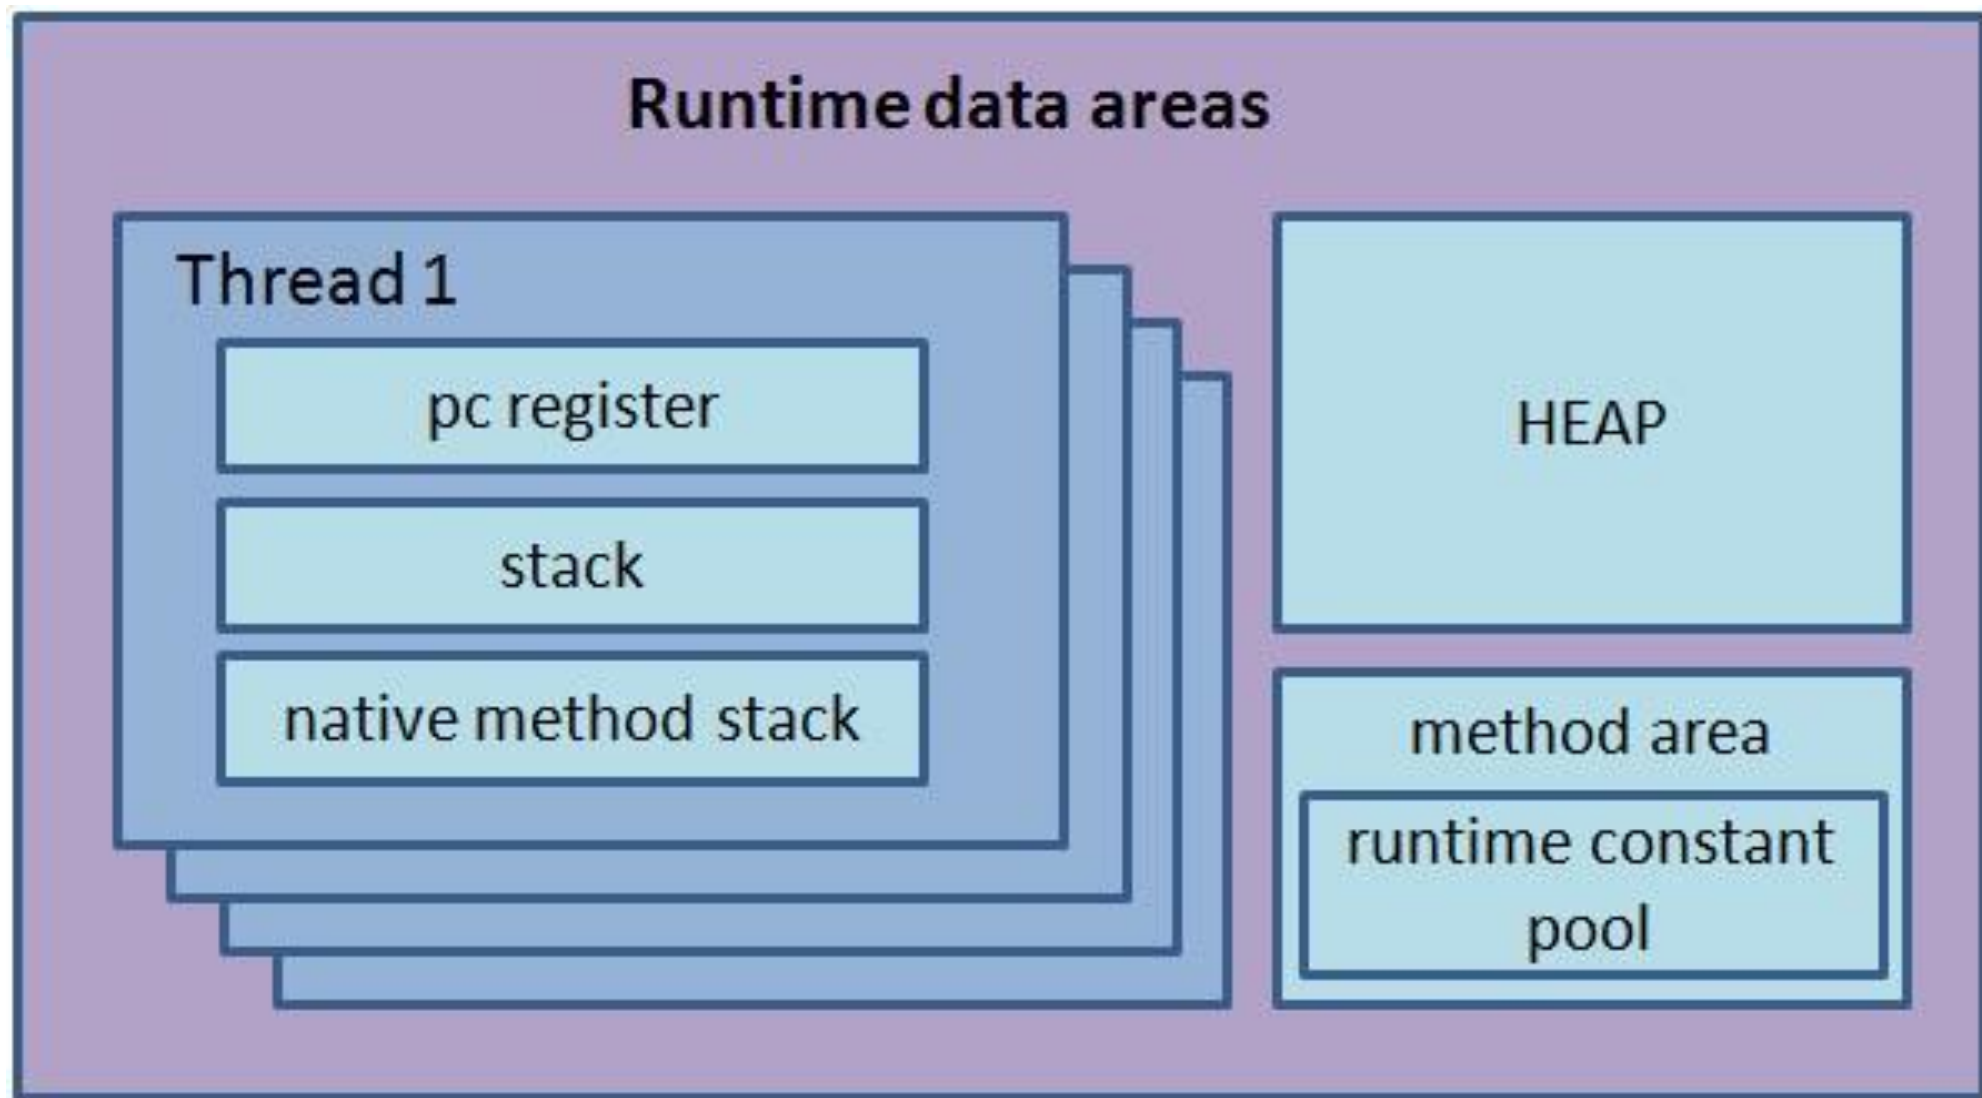 Runtime data areas
Thread 1
pc register
stack
native method stack
HEAP
method area
runtime constant
pool